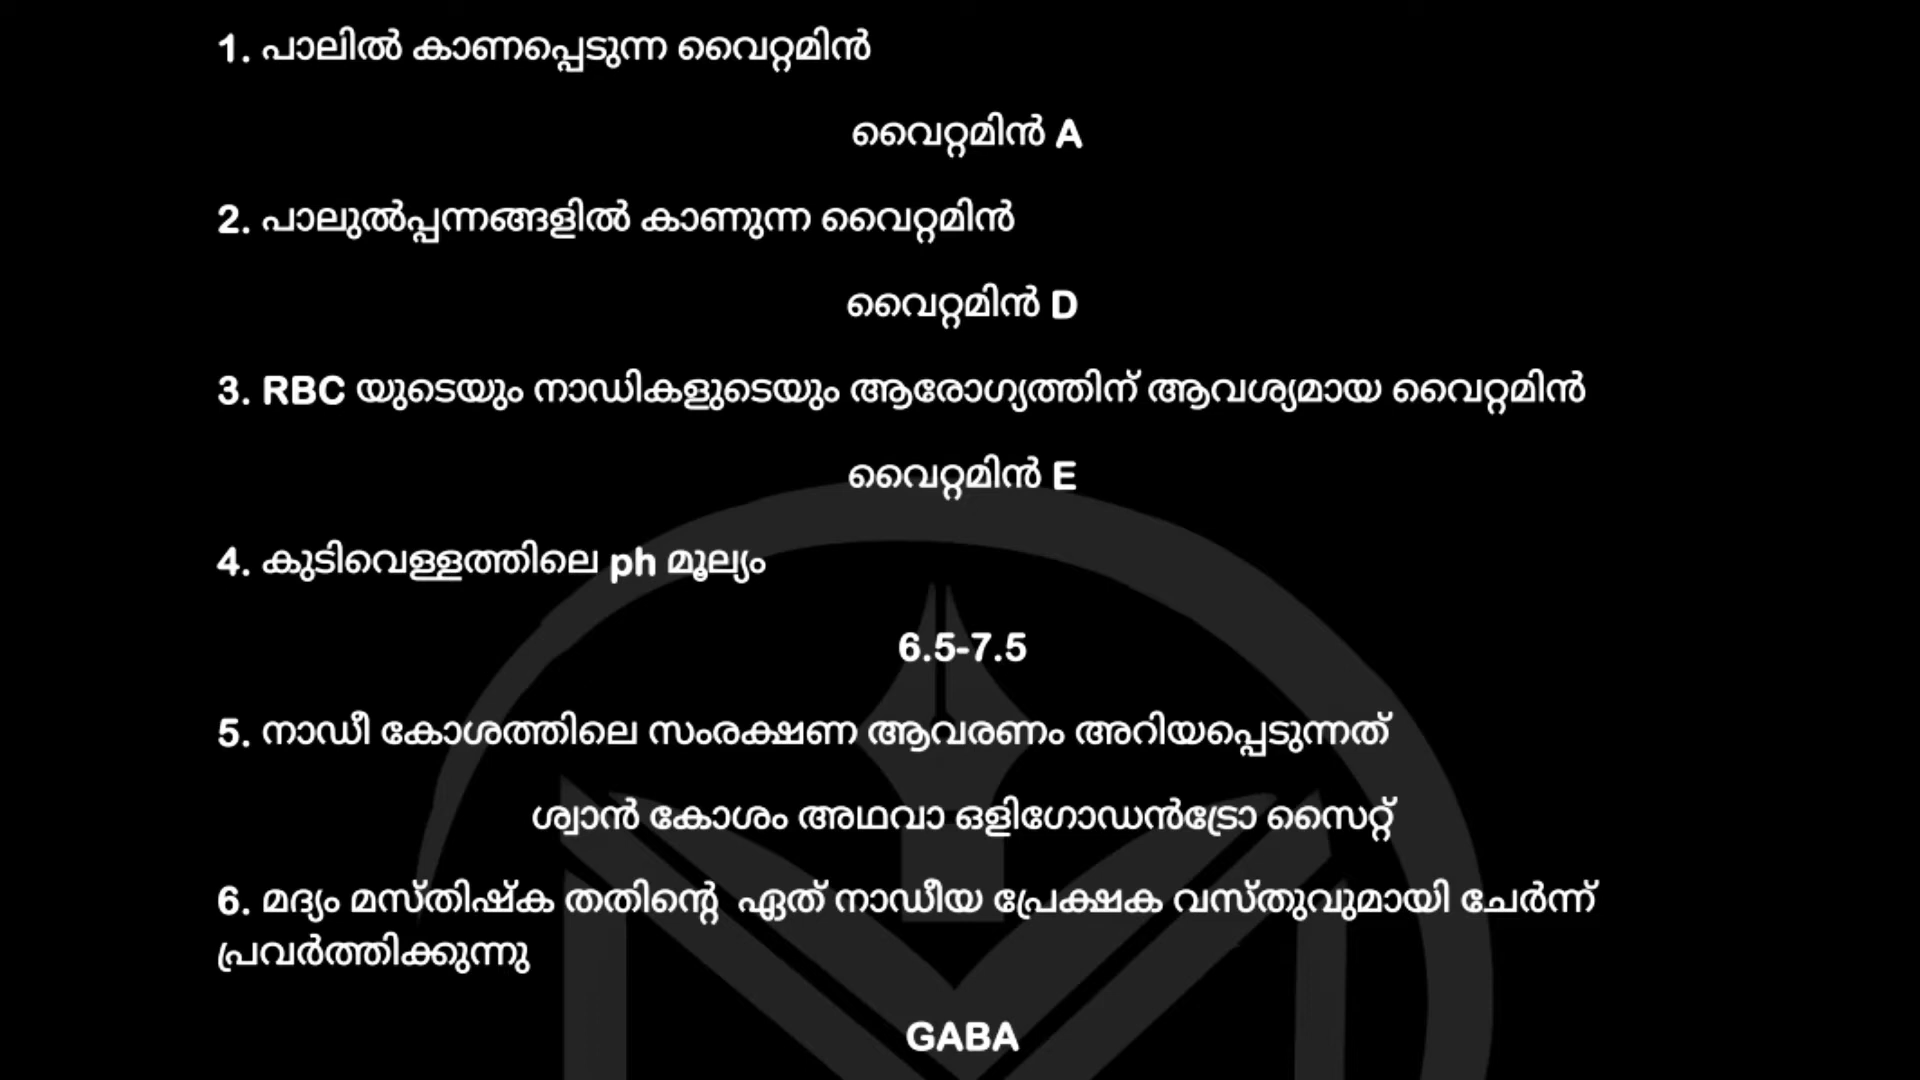 1. പാലിൽ കാണപ്പെടുന്ന വൈറ്റമിൻ
വൈറ്റമിൻ A
2. പാലുൽപ്പന്നങ്ങളിൽ കാണുന്ന വൈറ്റമിൻ
വൈറ്റമിൻ D
3. RBC യുടെയും നാഡികളുടെയും ആരോഗ്യത്തിന് ആവശ്യമായ വൈറ്റമിൻ
വൈറ്റമിൻ E
4. കുടിവെള്ളത്തിലെ ph മൂല്യം
6.5-7.5
5. നാഡീ കോശത്തിലെ സംരക്ഷണ ആവരണം അറിയപ്പെടുന്നത്
ശ്വാൻ കോശം അഥവാ ഒളിഗോഡൻട്രോ സൈറ്റ്
6. മദ്യം മസ്തിഷ്ക തതിന്റെ ഏത് നാഡീയ പ്രേക്ഷക വസ്തുവുമായി ചേർന്ന്
പ്രവർത്തിക്കുന്നു
GABA